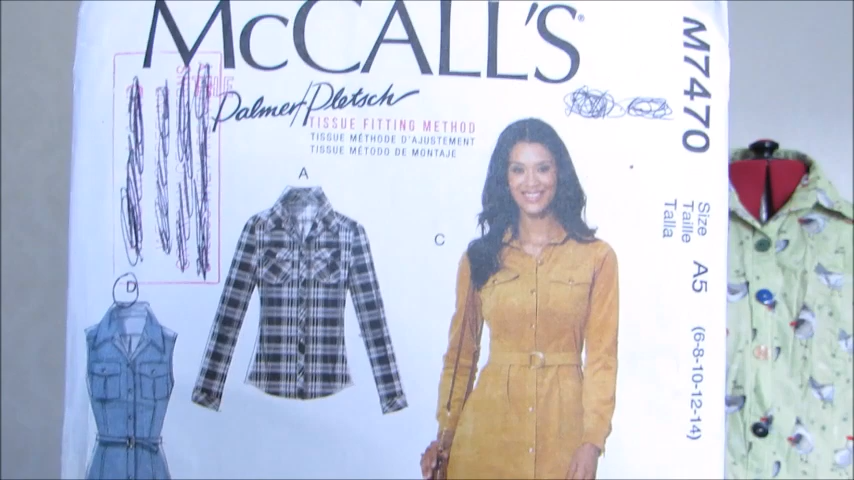 McCALL'S®
Palmer/Pletsch
TISSUE FITTING METHOD
TISSUE MÉTHODE D'AJUSTEMENT
TISSUE MÉTODO DE MONTAJE
A
C
D
M7470
Size
Taille
Talla
A5
(6-8-10-12-14)